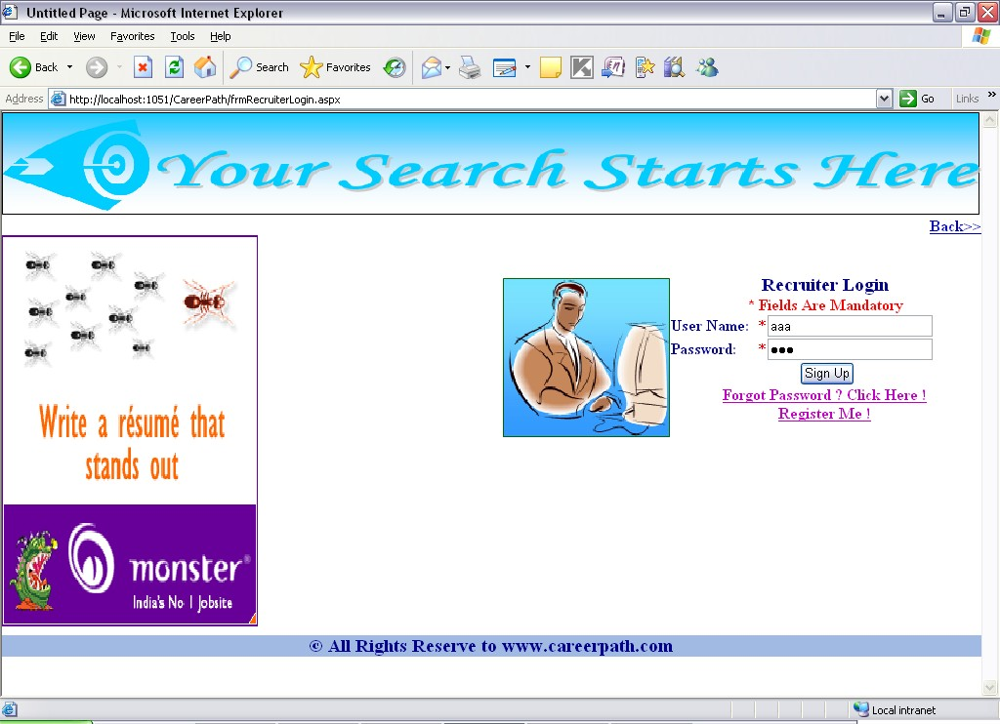 Untitled Page - Microsoft Internet Explorer
File Edit View Favorites Tools Help
Back Search Favorites
Address http://localhost:1051/CareerPath/frmRecruiterLogin.aspx Go Links »
Your Search Starts Here
Back>>
Recruiter Login
* Fields Are Mandatory
User Name: * aaa
Password: * ●●●
Sign Up
Forgot Password ? Click Here !
Register Me !
Write a résumé that
stands out
monster®
India's No 1 Jobsite
© All Rights Reserve to www.careerpath.com
Local intranet